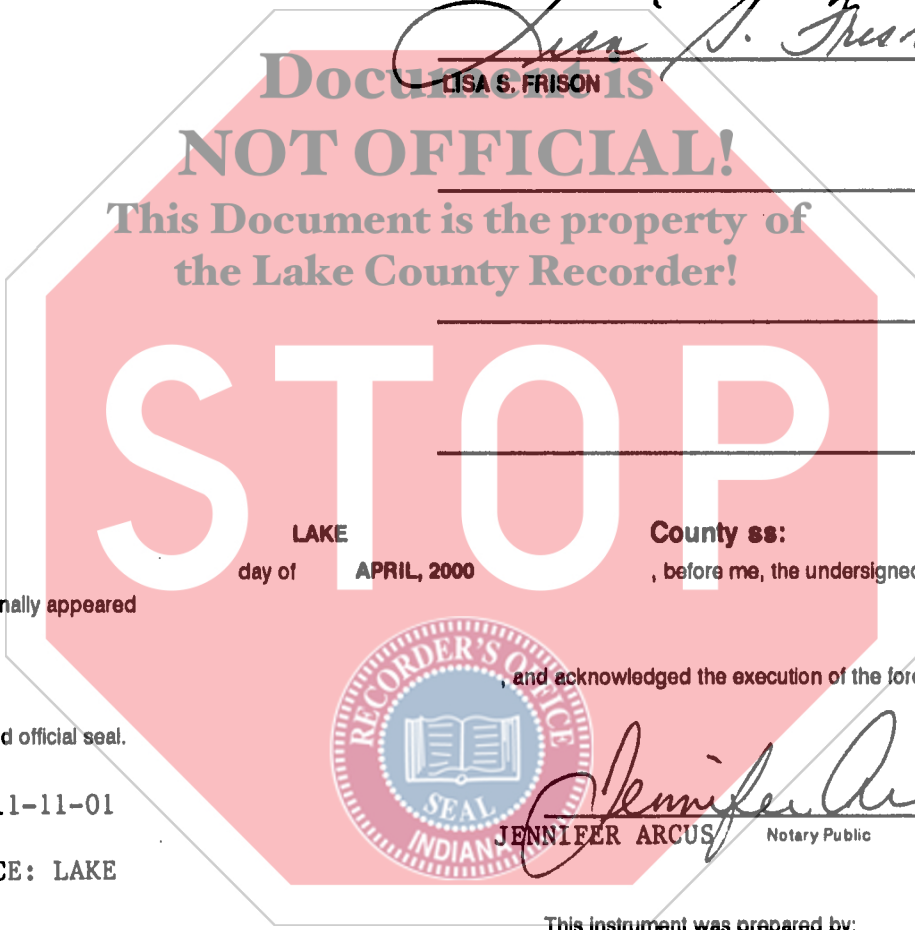 Lisa S.
Document is
LISA S. FRISON
NOT OFFICIAL!
This Document is the property of
the Lake County Recorder!
STOP
LAKE County ss:
day of APRIL, 2000 , before me, the undersigned
nally appeared
RECORDER'S OFFICE
, and acknowledged the execution of the fore
d official seal.
1-11-01
SEAL
INDIANA
Jennifer
JENNIFER ARCUS Notary Public
CE: LAKE
This instrument was prepared by: